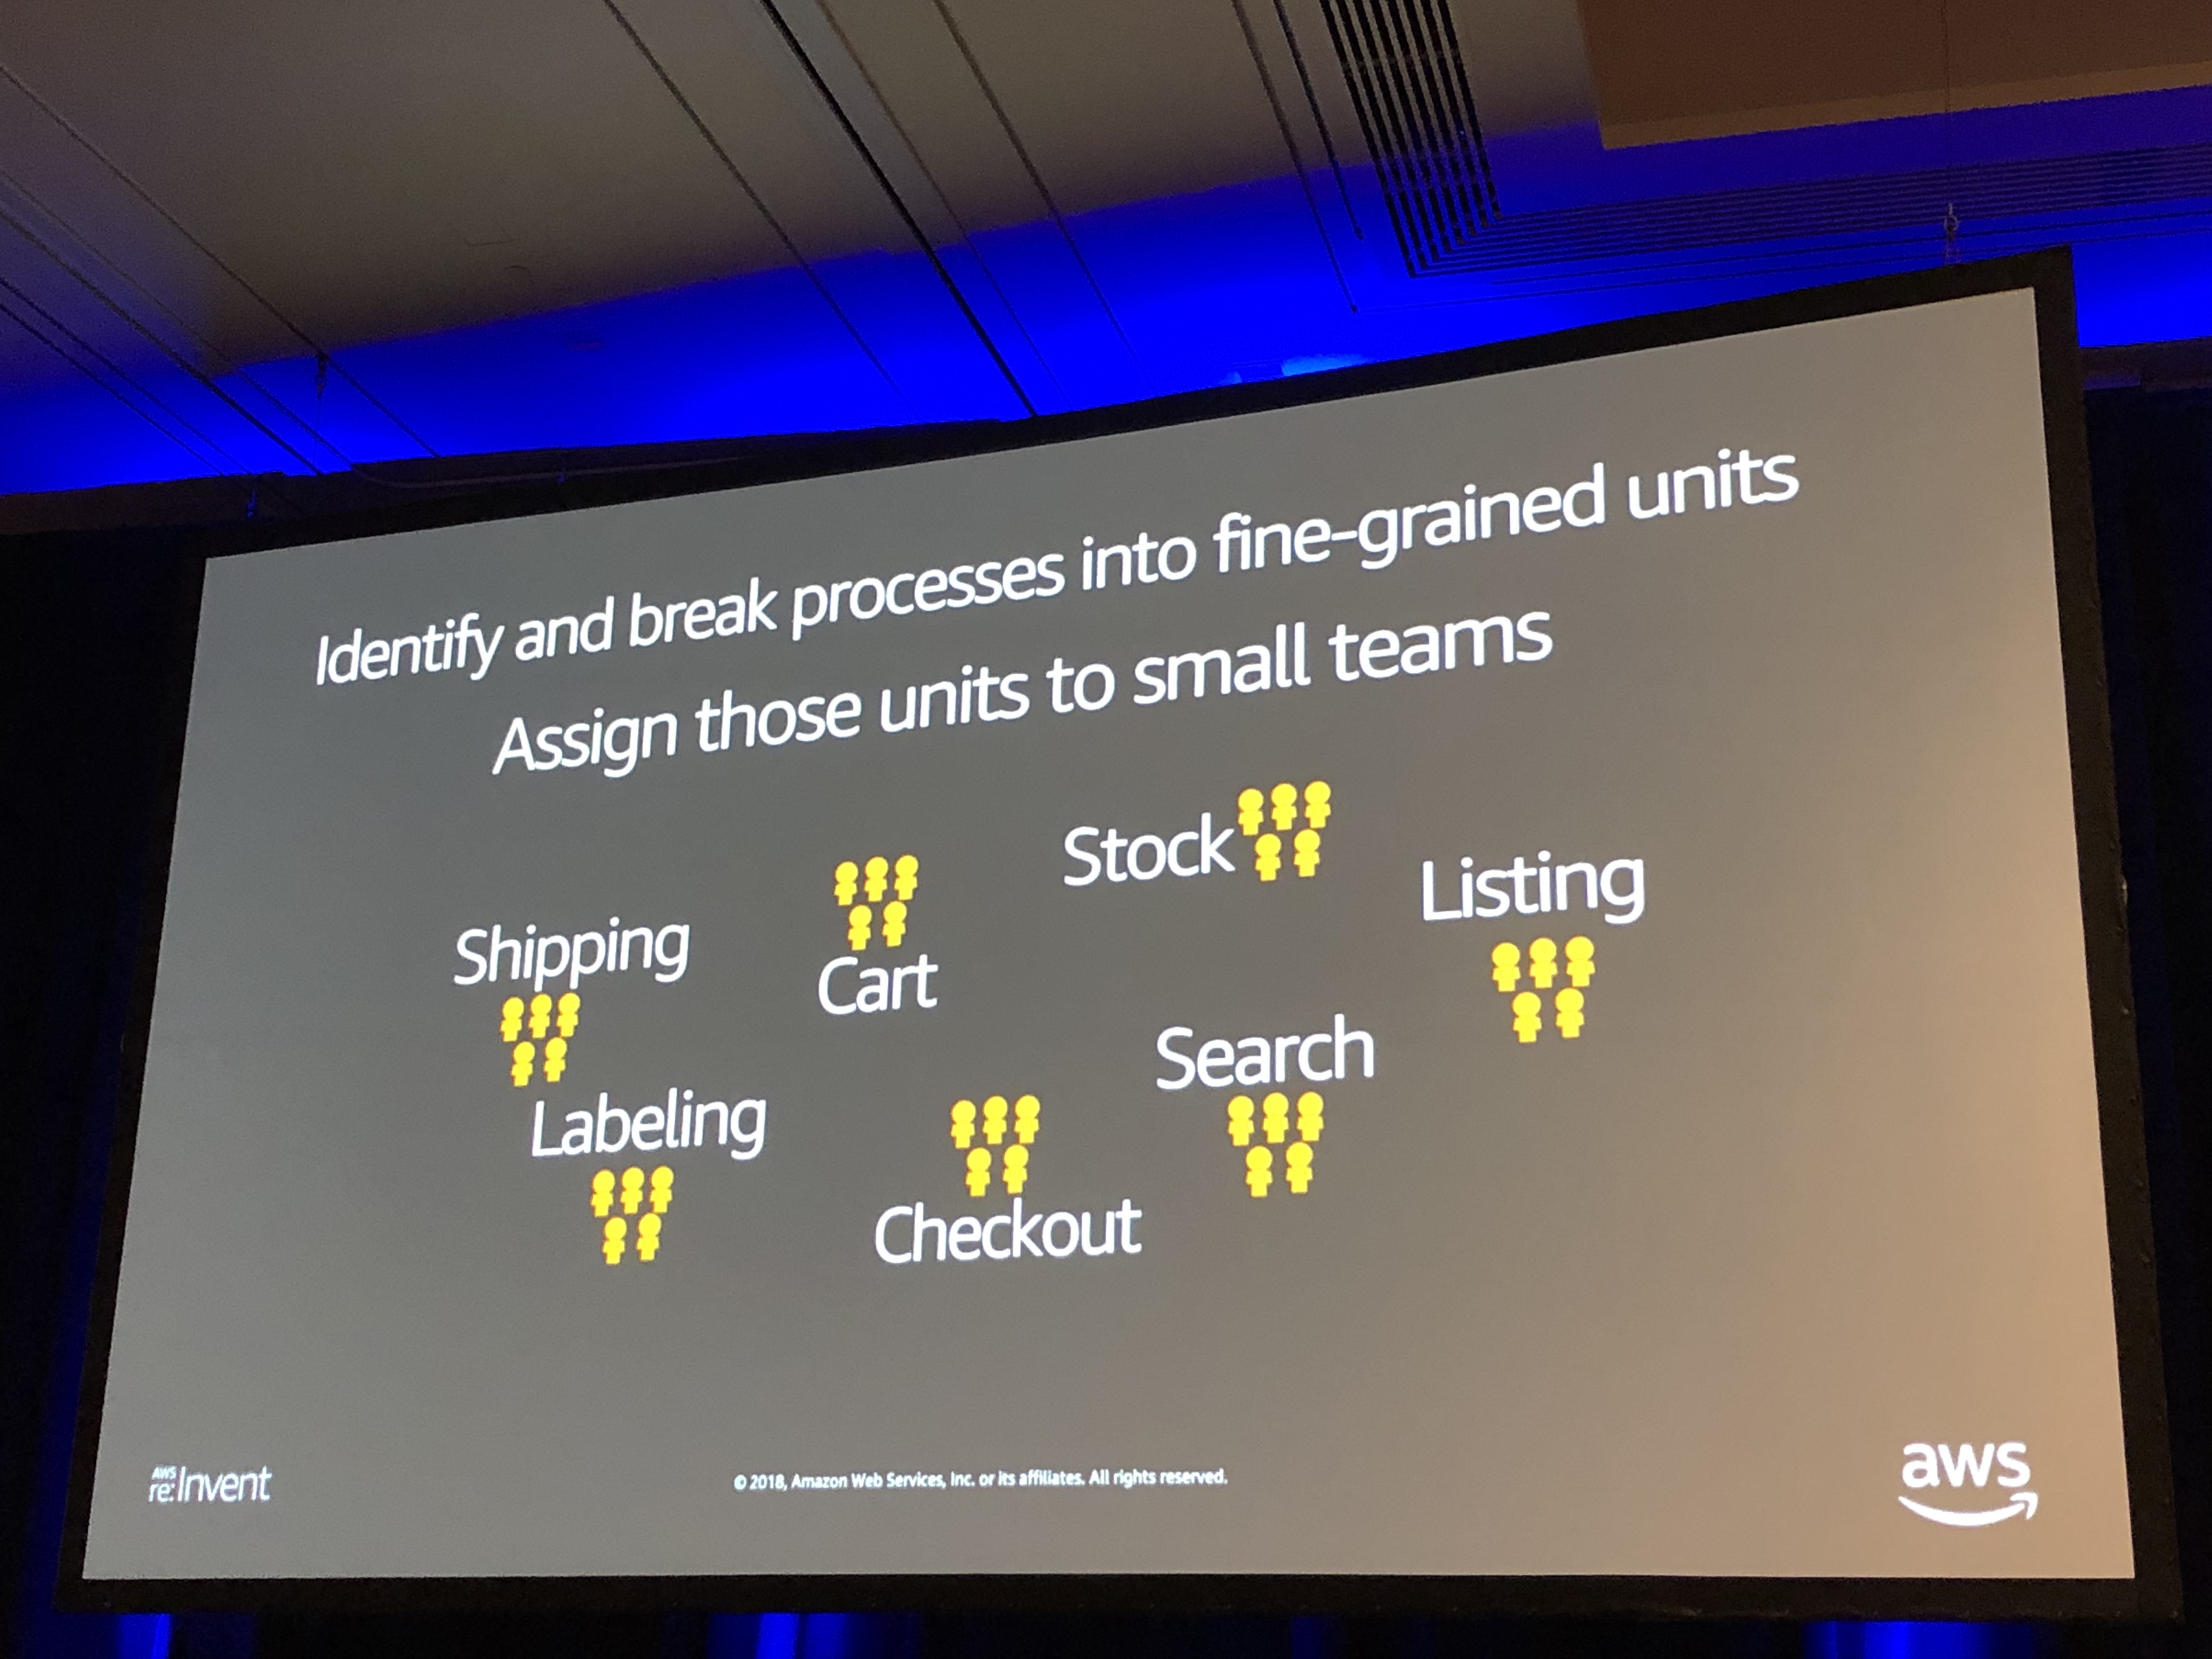 Identify and break processes into fine-grained units
Assign those units to small teams
Stock
Listing
Shipping
Cart
Search
Labeling
Checkout
AWS
re:Invent
© 2018, Amazon Web Services, Inc. or its affiliates. All rights reserved.
aws